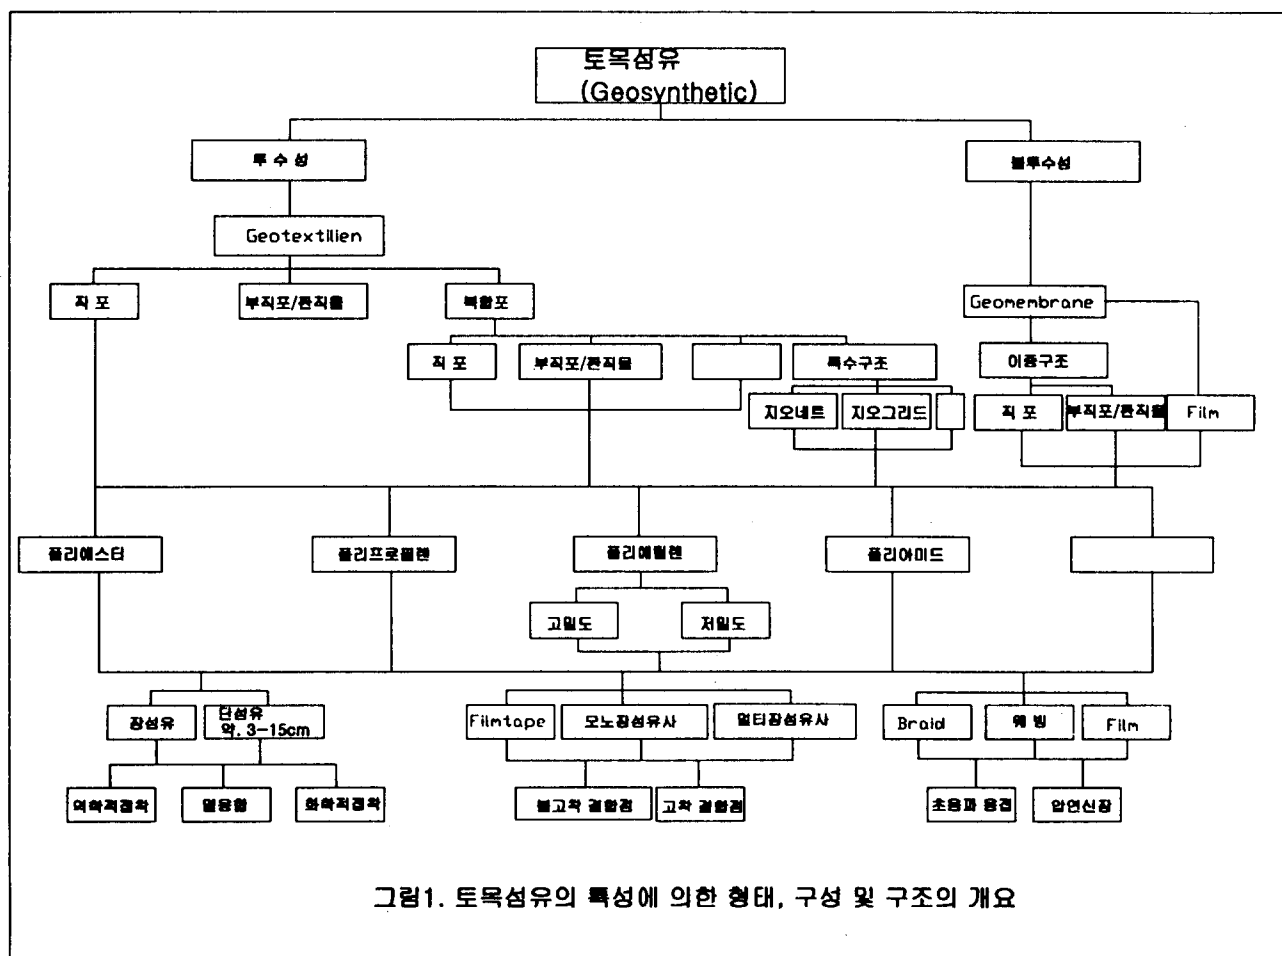 토목섬유
(Geosynthetic)
투 수 성
불투수성
Geotextilien
직 포
부직포/편직물
복합포
Geomembrane
직 포
부직포/편직물
특수구조
이중구조
지오네트
지오그리드
직 포
부직포/편직물
Film
폴리에스터
폴리프로필렌
폴리에틸렌
폴리아미드
고밀도
저밀도
장섬유
단섬유
약. 3-15cm
Filmtape
모노장섬유사
멀티장섬유사
Braid
웨 빙
Film
역학적접착
열융합
화학적접착
불고착 결합점
고착 결합점
초음파 용접
압연신장
그림1. 토목섬유의 특성에 의한 형태, 구성 및 구조의 개요